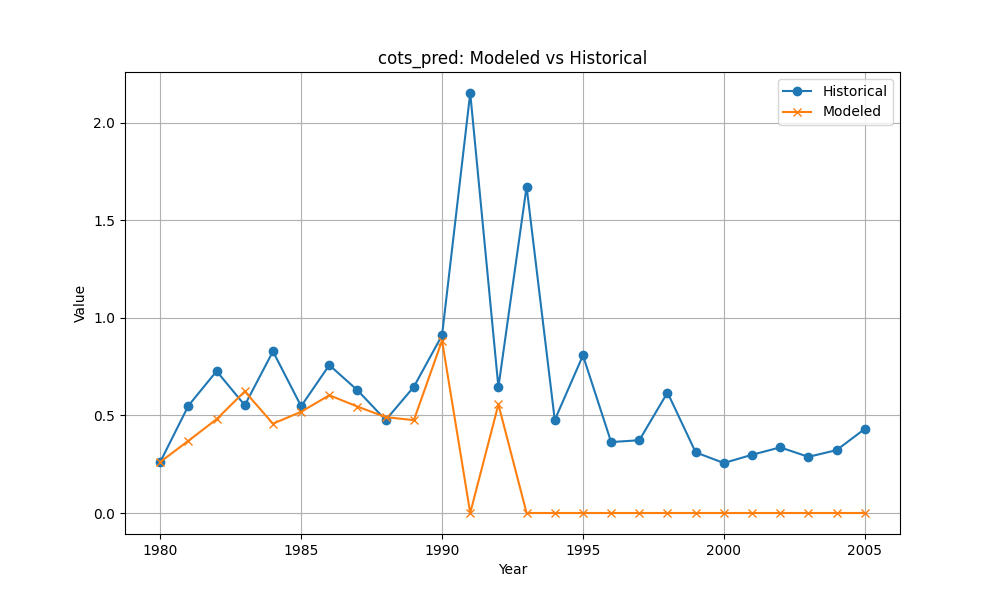 cots_pred: Modeled vs Historical
Historical
Modeled
2.0
1.5
1.0
0.5
0.0
Value
1980 1985 1990 1995 2000 2005
Year